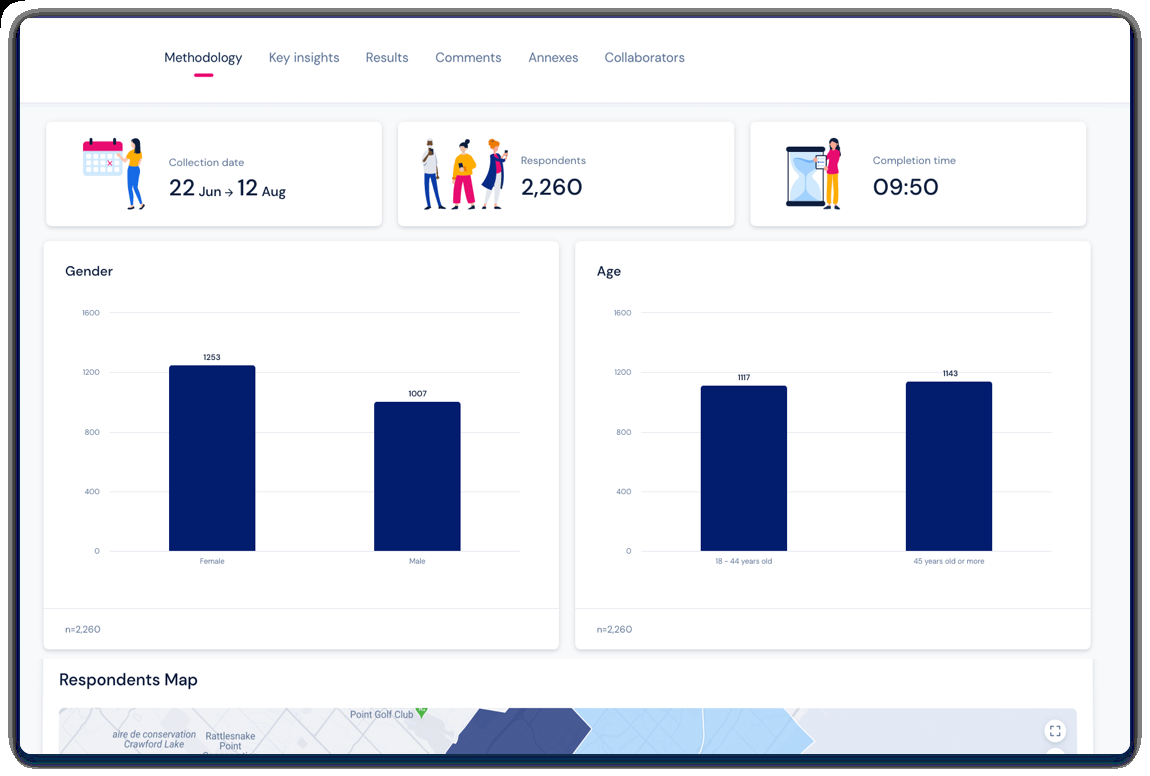 Methodology Key insights Results Comments Annexes Collaborators
Collection date
22 Jun → 12 Aug
Respondents
2,260
Completion time
09:50
Gender
1600
1200
800
400
0
1253
1007
Female Male
n=2,260
Age
1600
1200
800
400
0
1117
1143
18 - 44 years old 45 years old or more
n=2,260
Respondents Map
Point Golf Club
aire de conservation
Crawford Lake
Rattlesnake
Point